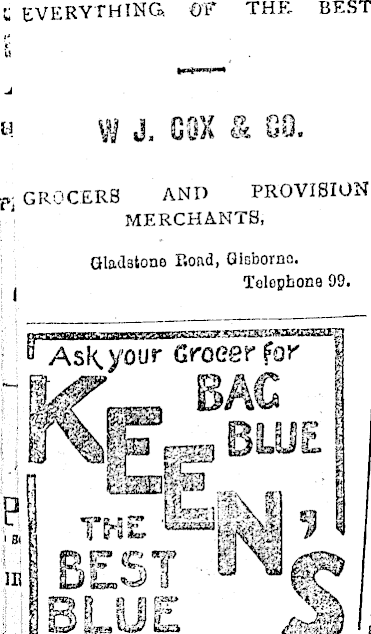 EVERYTHING OF THE BEST
W J. COX & CO.
GROCERS AND PROVISION
MERCHANTS,
Gladstone Road, Gisborne.
Telephone 99.
Ask your Grocer for
KEEN'S
BAG
BLUE
THE
BEST
BLUE